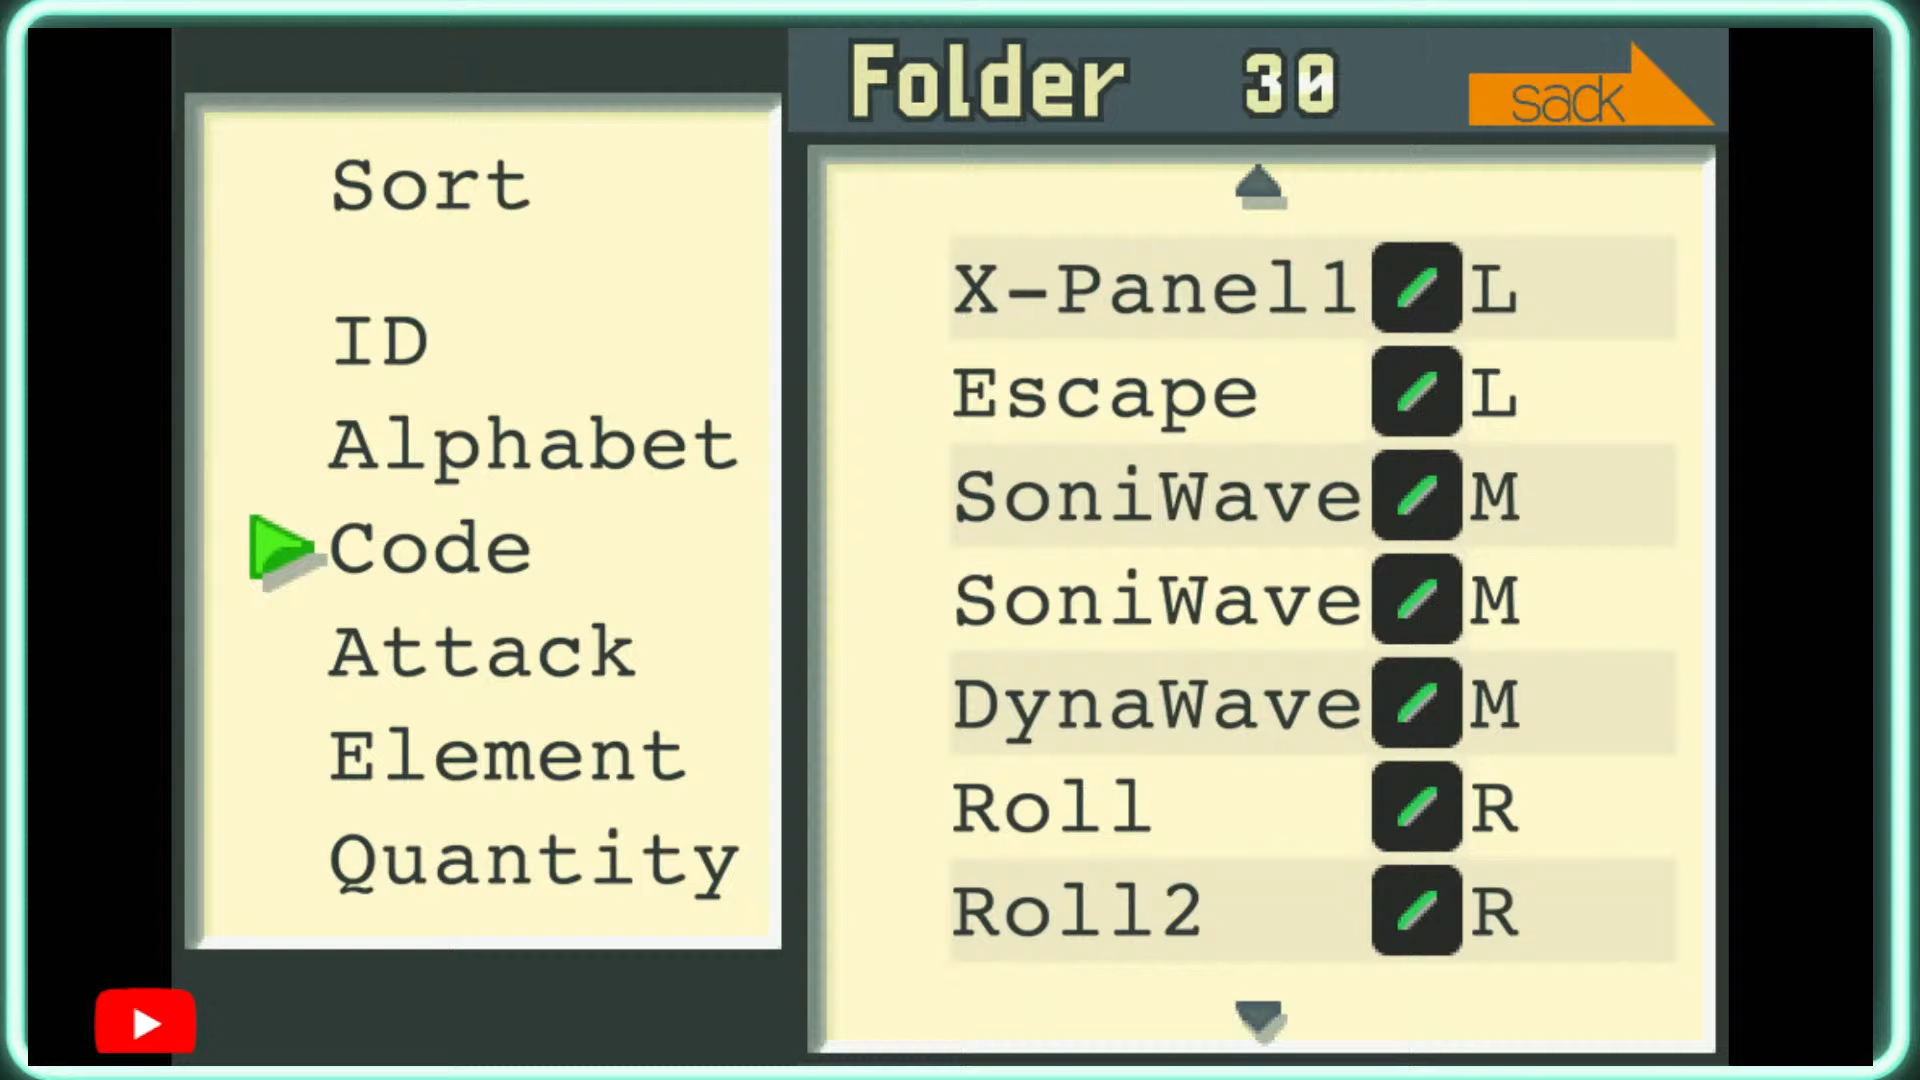 Folder 30
sack
Sort
ID
Alphabet
Code
Attack
Element
Quantity
X-Panel1 L
Escape L
SoniWave M
SoniWave M
DynaWave M
Roll R
Roll2 R